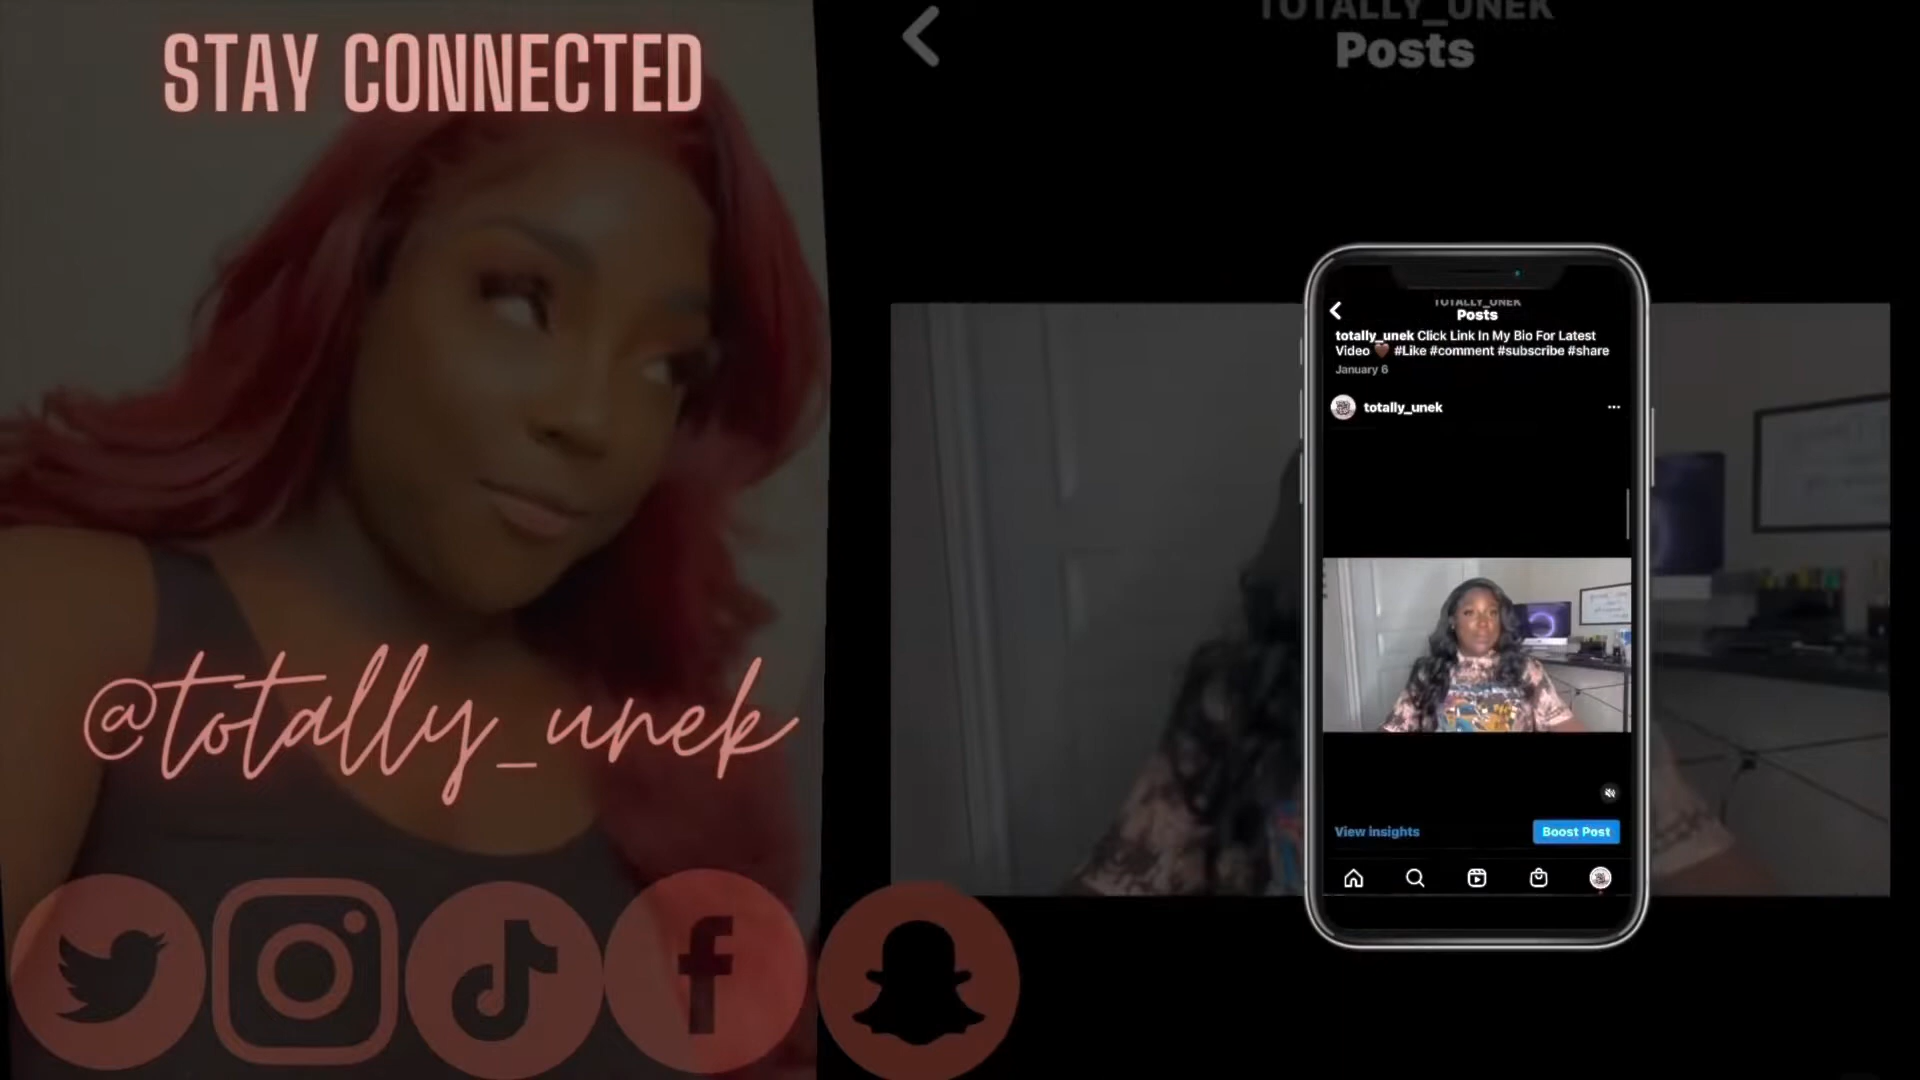 STAY CONNECTED
@totally_unek
TOTALLY_UNEK
Posts
TOTALLY_UNEK
Posts
totally_unek Click Link In My Bio For Latest
Video 🤎 #Like #comment #subscribe #share
January 6
totally_unek
View insights
Boost Post